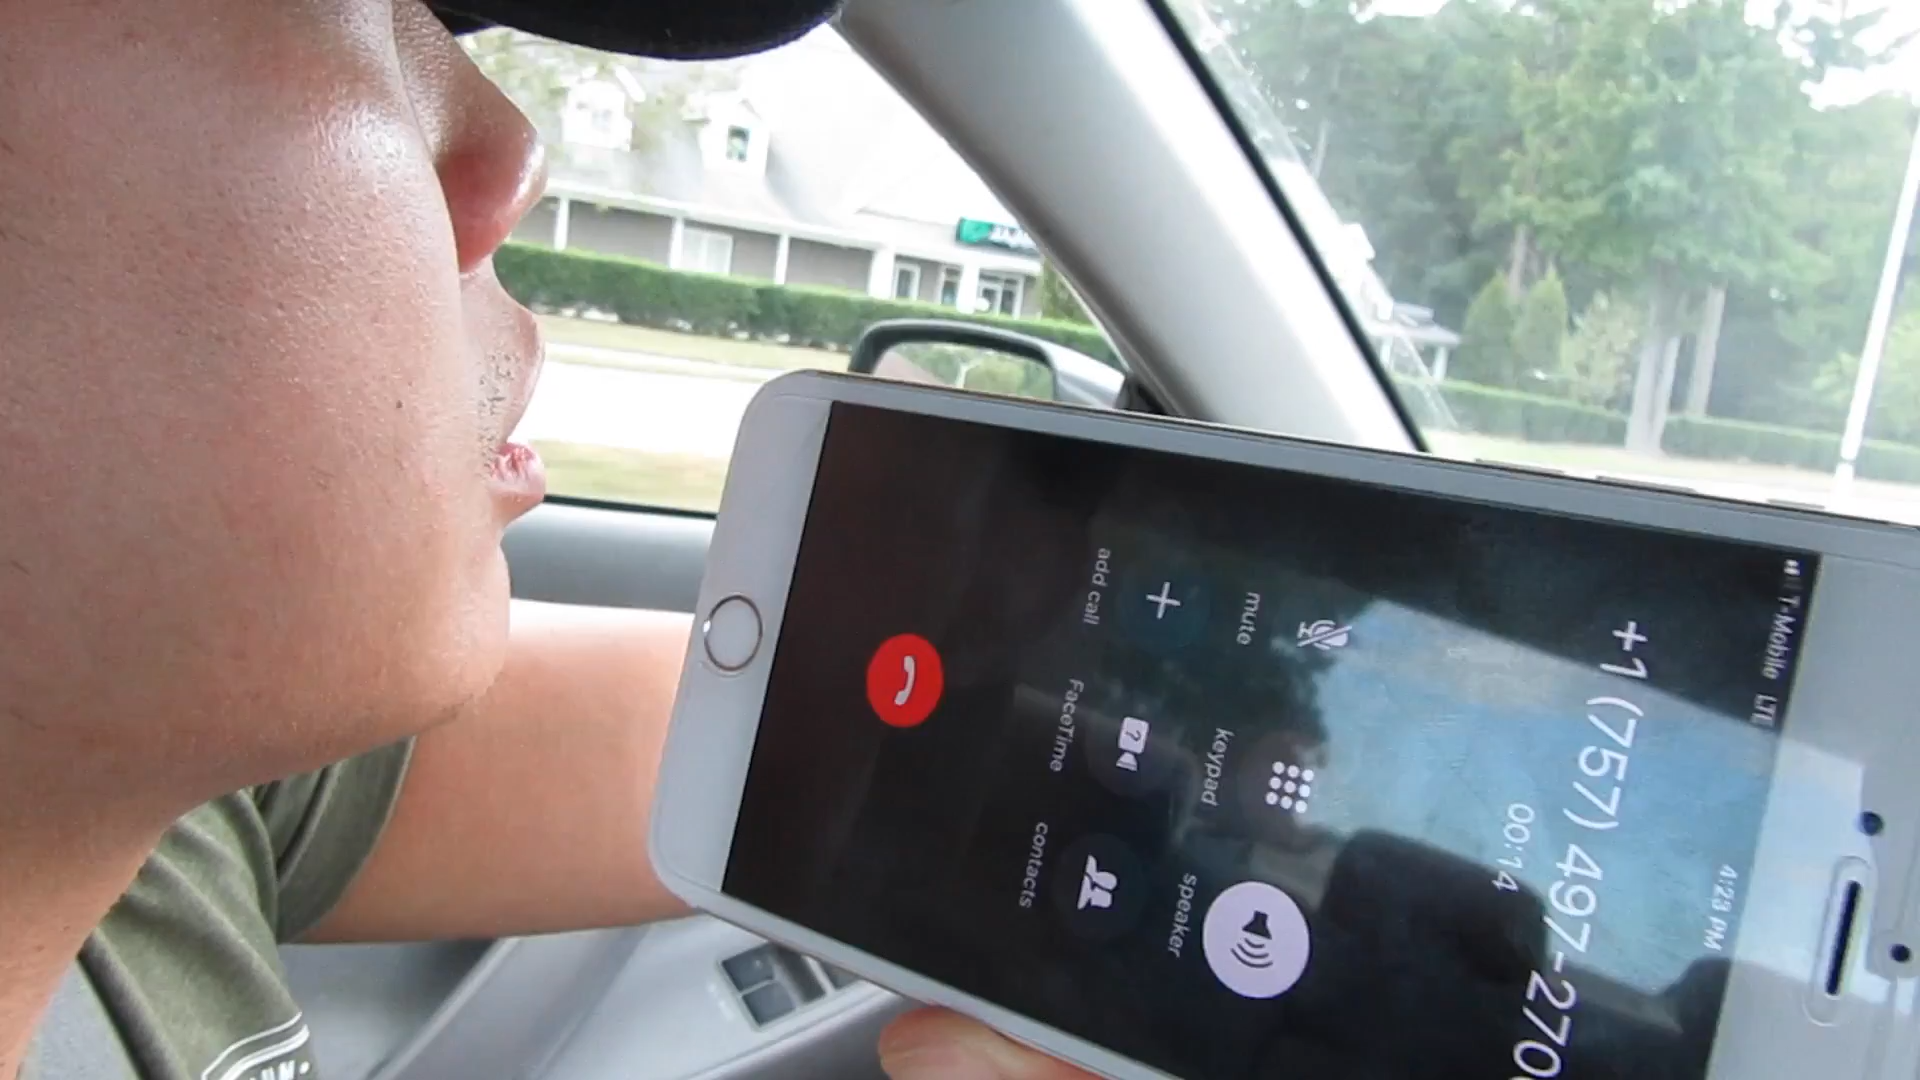 T-Mobile LTE 4:23 PM
+1 (757) 497-270
00:14
mute keypad speaker
add call FaceTime contacts